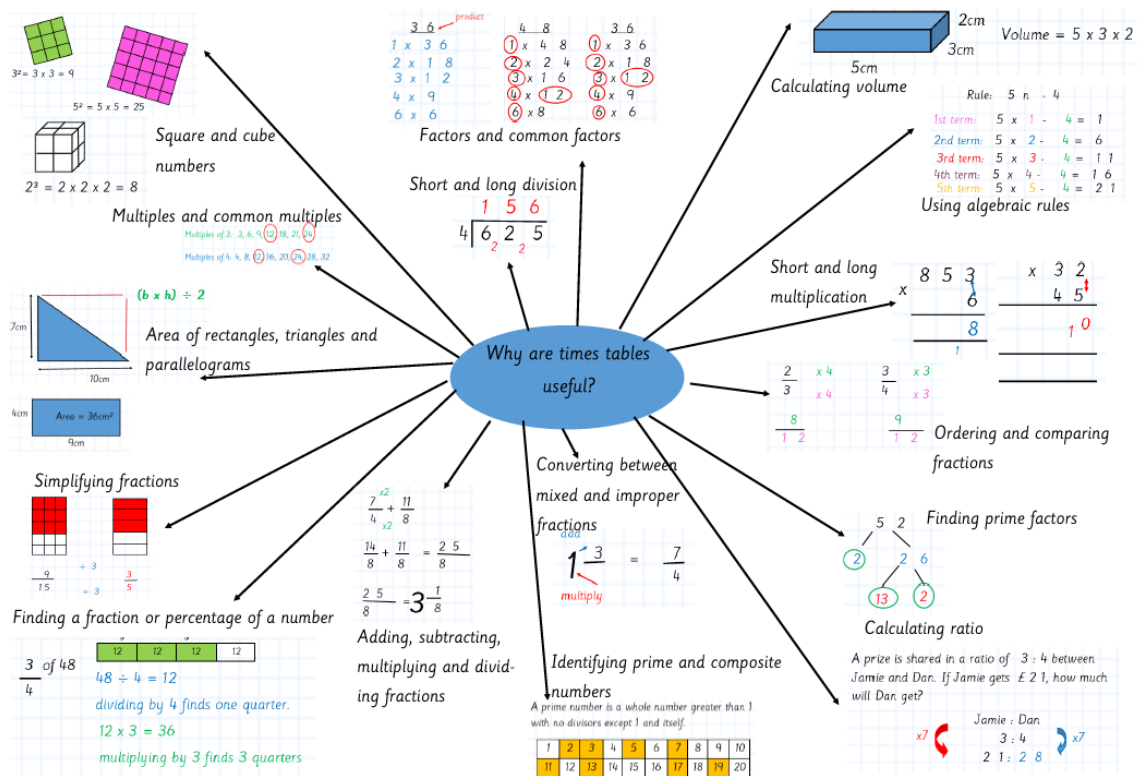 Why are times tables
useful?
3² = 3 x 3 = 9
5² = 5 x 5 = 25
2³ = 2 x 2 x 2 = 8
Square and cube
numbers
3 6
product
1 x 3 6
2 x 1 8
3 x 1 2
4 x 9
6 x 6
4 8
1 x 4 8
2 x 2 4
3 x 1 6
4 x 1 2
6 x 8
3 6
1 x 3 6
2 x 1 8
3 x 1 2
4 x 9
6 x 6
Factors and common factors
2cm
3cm
5cm
Volume = 5 x 3 x 2
Calculating volume
Rule: 5 n - 4
1st term: 5 x 1 - 4 = 1
2nd term: 5 x 2 - 4 = 6
3rd term: 5 x 3 - 4 = 1 1
4th term: 5 x 4 - 4 = 1 6
5th term: 5 x 5 - 4 = 2 1
Using algebraic rules
Short and long division
1 5 6
4 6 2 5
2 2
Multiples and common multiples
Multiples of 3: 3, 6, 9, 12, 18, 21, 24
Multiples of 4: 4, 8, 12, 16, 20, 24, 28, 32
Short and long
multiplication
8 5 3
x 6
8
1
x 3 2
4 5
1 0
(b x h) ÷ 2
7cm
10cm
Area of rectangles, triangles and
parallelograms
4cm
Area = 36cm²
9cm
2 x 4
3 x 4
8
1 2
3 x 3
4 x 3
9
1 2
Ordering and comparing
fractions
Simplifying fractions
9 ÷ 3 3
15 ÷ 3 5
x2
7 + 11
4 8
x2
14 + 11 = 2 5
8 8 8
2 5 = 3 1
8 8
Adding, subtracting,
multiplying and divid-
ing fractions
Converting between
mixed and improper
fractions
add
1 3 = 7
4
multiply
Finding prime factors
5 2
2 2 6
13 2
Finding a fraction or percentage of a number
3 of 48
4
12 12 12 12
48 ÷ 4 = 12
dividing by 4 finds one quarter.
12 x 3 = 36
multiplying by 3 finds 3 quarters
Identifying prime and composite
numbers
A prime number is a whole number greater than 1
with no divisors except 1 and itself.
1 2 3 4 5 6 7 8 9 10
11 12 13 14 15 16 17 18 19 20
Calculating ratio
A prize is shared in a ratio of 3 : 4 between
Jamie and Dan. If Jamie gets £ 2 1, how much
will Dan get?
Jamie : Dan
x7 3 : 4 x7
2 1 : 2 8